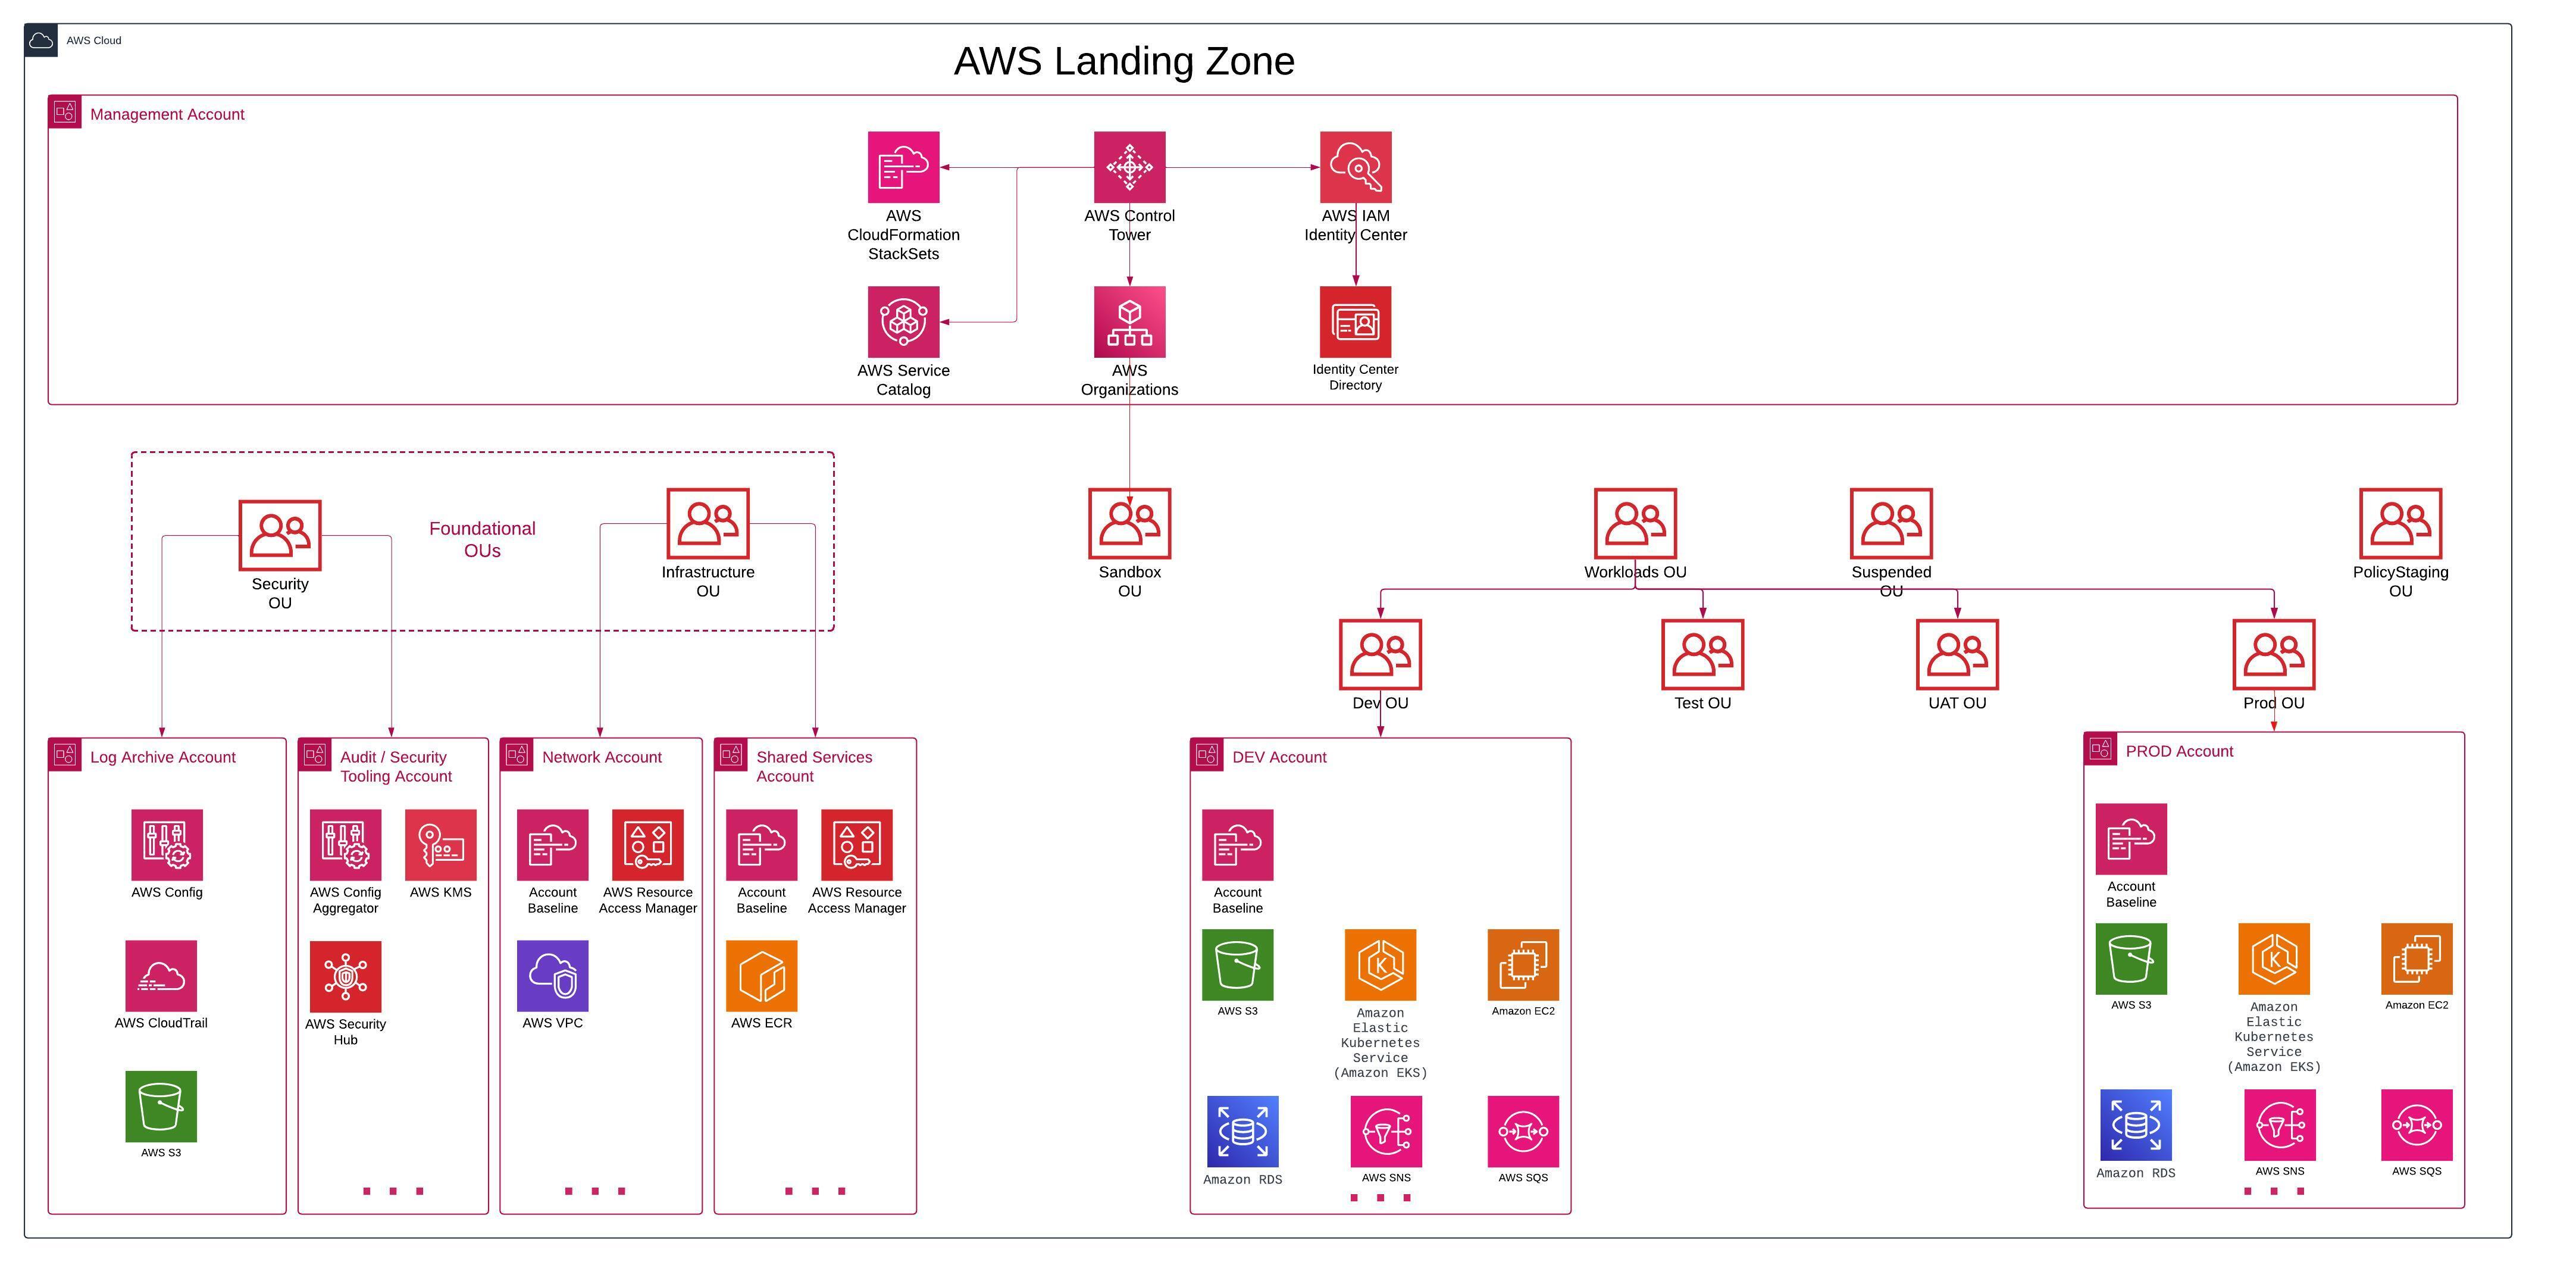 AWS Cloud
AWS Landing Zone
Management Account
AWS
CloudFormation
StackSets
AWS Control
Tower
AWS IAM
Identity Center
AWS Service
Catalog
AWS
Organizations
Identity Center
Directory
Foundational
OUs
Security
OU
Infrastructure
OU
Sandbox
OU
Workloads OU
Suspended
OU
PolicyStaging
OU
Dev OU
Test OU
UAT OU
Prod OU
Log Archive Account
AWS Config
AWS CloudTrail
AWS S3
Audit / Security
Tooling Account
AWS Config
Aggregator
AWS KMS
AWS Security
Hub
Network Account
Account
Baseline
AWS Resource
Access Manager
AWS VPC
Shared Services
Account
Account
Baseline
AWS Resource
Access Manager
AWS ECR
DEV Account
Account
Baseline
AWS S3
Amazon
Elastic
Kubernetes
Service
(Amazon EKS)
Amazon EC2
Amazon RDS
AWS SNS
AWS SQS
PROD Account
Account
Baseline
AWS S3
Amazon
Elastic
Kubernetes
Service
(Amazon EKS)
Amazon EC2
Amazon RDS
AWS SNS
AWS SQS